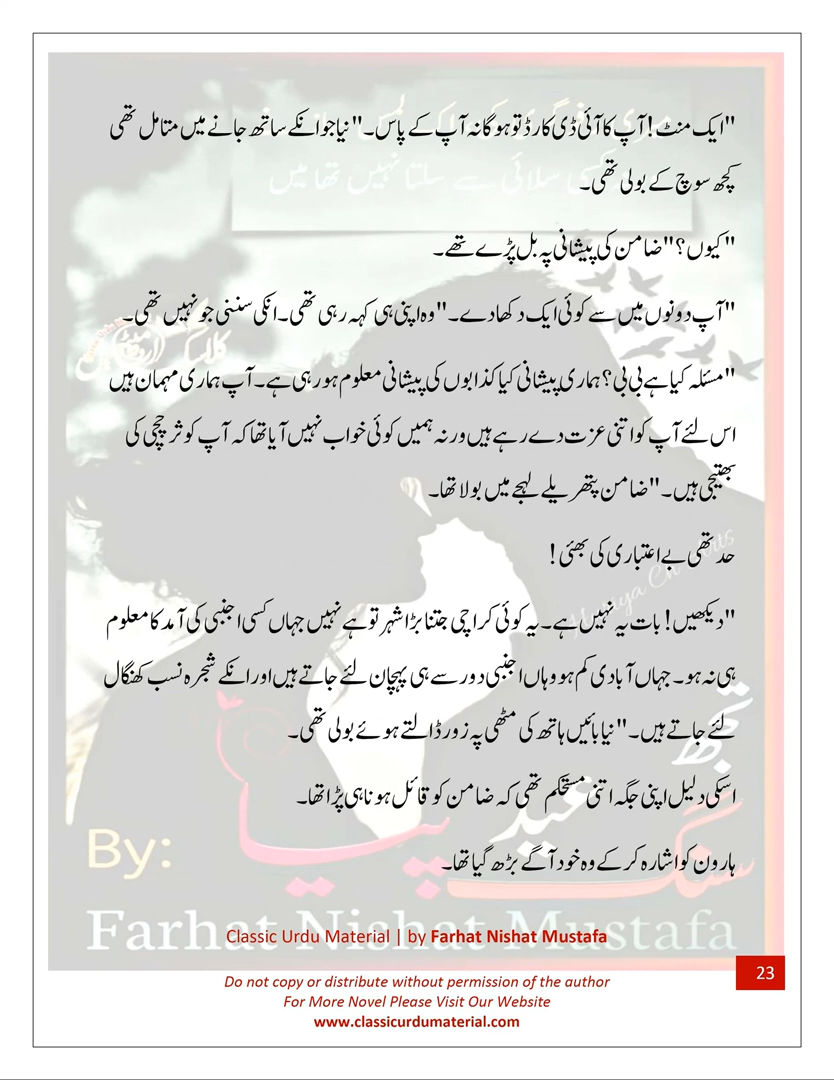 "ایک منٹ! آپ کا آئی ڈی کارڈ تو ہوگا نہ آپ کے پاس۔" نیا جو انکے ساتھ جانے میں متامل تھی
کچھ سوچ کے بولی تھی۔
"کیوں؟" ضامن کی پیشانی پہ بل پڑے تھے۔
"آپ دونوں میں سے کوئی ایک دکھا دے۔" وہ اپنی ہی کہہ رہی تھی۔ انکی سننی جو نہیں تھی۔
"مسئلہ کیا ہے بی بی؟ ہماری پیشانی کیا کذابوں کی پیشانی معلوم ہو رہی ہے۔ آپ ہماری مہمان ہیں
اس لئے آپ کو اتنی عزت دے رہے ہیں ورنہ ہمیں کوئی خواب نہیں آیا تھا کہ آپ کوثر چچی کی
بھتیجی ہیں۔" ضامن پتھریلے لہجے میں بولا تھا۔
حد تھی بے اعتباری کی بھئی!
"دیکھیں! بات یہ نہیں ہے۔ یہ کوئی کراچی جتنا بڑا شہر تو ہے نہیں جہاں کسی اجنبی کی آمد کا معلوم
ہی نہ ہو۔ جہاں آبادی کم ہو وہاں اجنبی دور سے ہی پہچان لئے جاتے ہیں اور انکے شجرہ نسب کھنگال
لئے جاتے ہیں۔" نیا بائیں ہاتھ کی مٹھی پہ زور ڈالتے ہوئے بولی تھی۔
اسکی دلیل اپنی جگہ اتنی مستحکم تھی کہ ضامن کو قائل ہونا ہی پڑا تھا۔
ہارون کو اشارہ کر کے وہ خود آگے بڑھ گیا تھا۔
سنگ عبد تجھ پیا
By:
Farhat Nishat Mustafa
Classic Urdu Material | by Farhat Nishat Mustafa
23
Do not copy or distribute without permission of the author
For More Novel Please Visit Our Website
www.classicurdumaterial.com